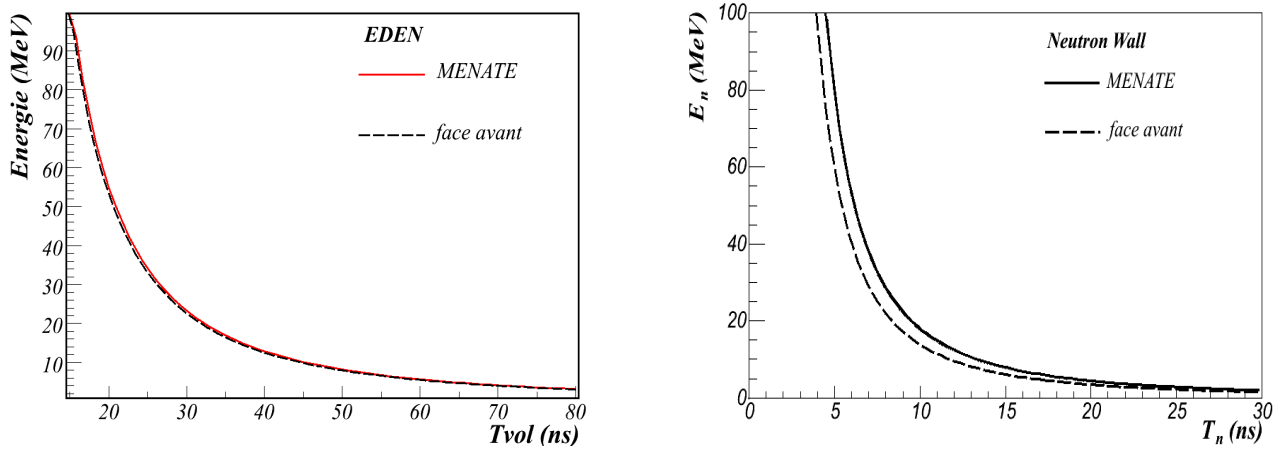 EDEN
MENATE
face avant
Energie (MeV)
90
80
70
60
50
40
30
20
10
20 30 40 50 60 70 80
Tvol (ns)
Neutron Wall
MENATE
face avant
E n (MeV)
100
80
60
40
20
0
0 5 10 15 20 25 30
T n (ns)